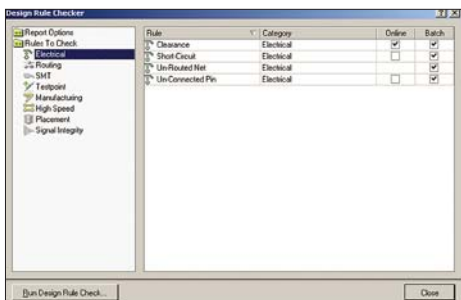 Design Rule Checker
Report Options
Rules To Check
Electrical
Routing
SMT
Testpoint
Manufacturing
High Speed
Placement
Signal Integrity
Rule Category Online Batch
Clearance Electrical
Short-Circuit Electrical
Un-Routed Net Electrical
Un-Connected Pin Electrical
Run Design Rule Check...
Close